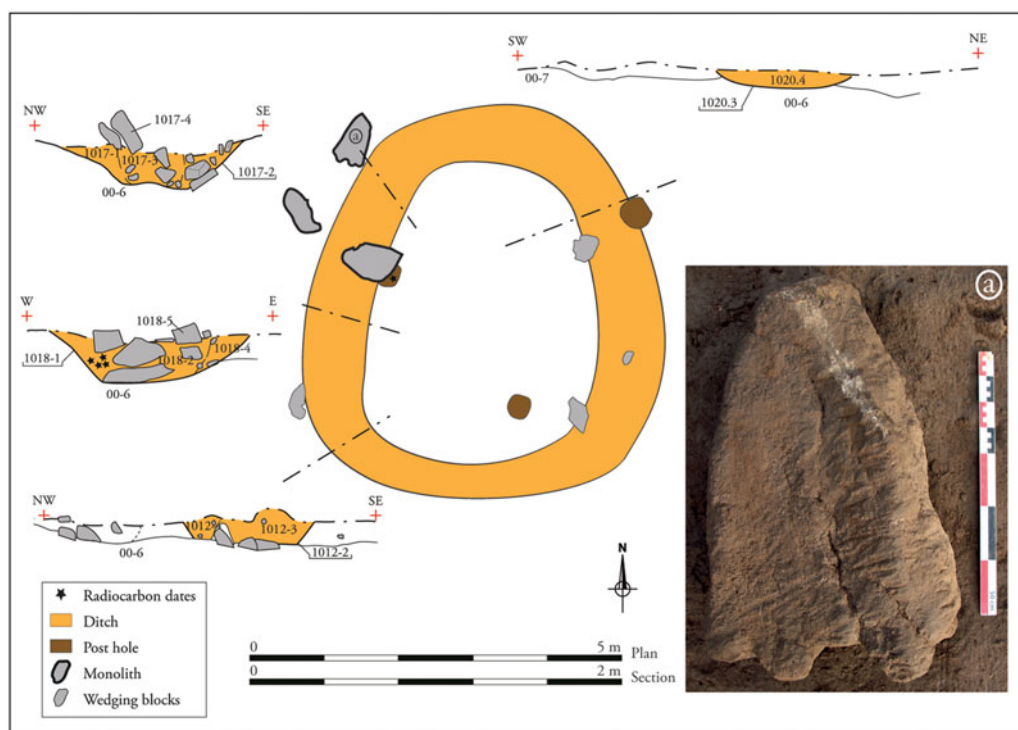 SW
NE
00-7
1020.4
1020.3
00-6
NW
SE
1017-4
1017-1
1017-3
1017-2
00-6
a
W
E
1018-5
1018-4
1018-2
1018-1
00-6
NW
SE
1012-3
00-6
1012-2
a
N
Radiocarbon dates
Ditch
Post hole
Monolith
Wedging blocks
0
5 m
Plan
0
2 m
Section